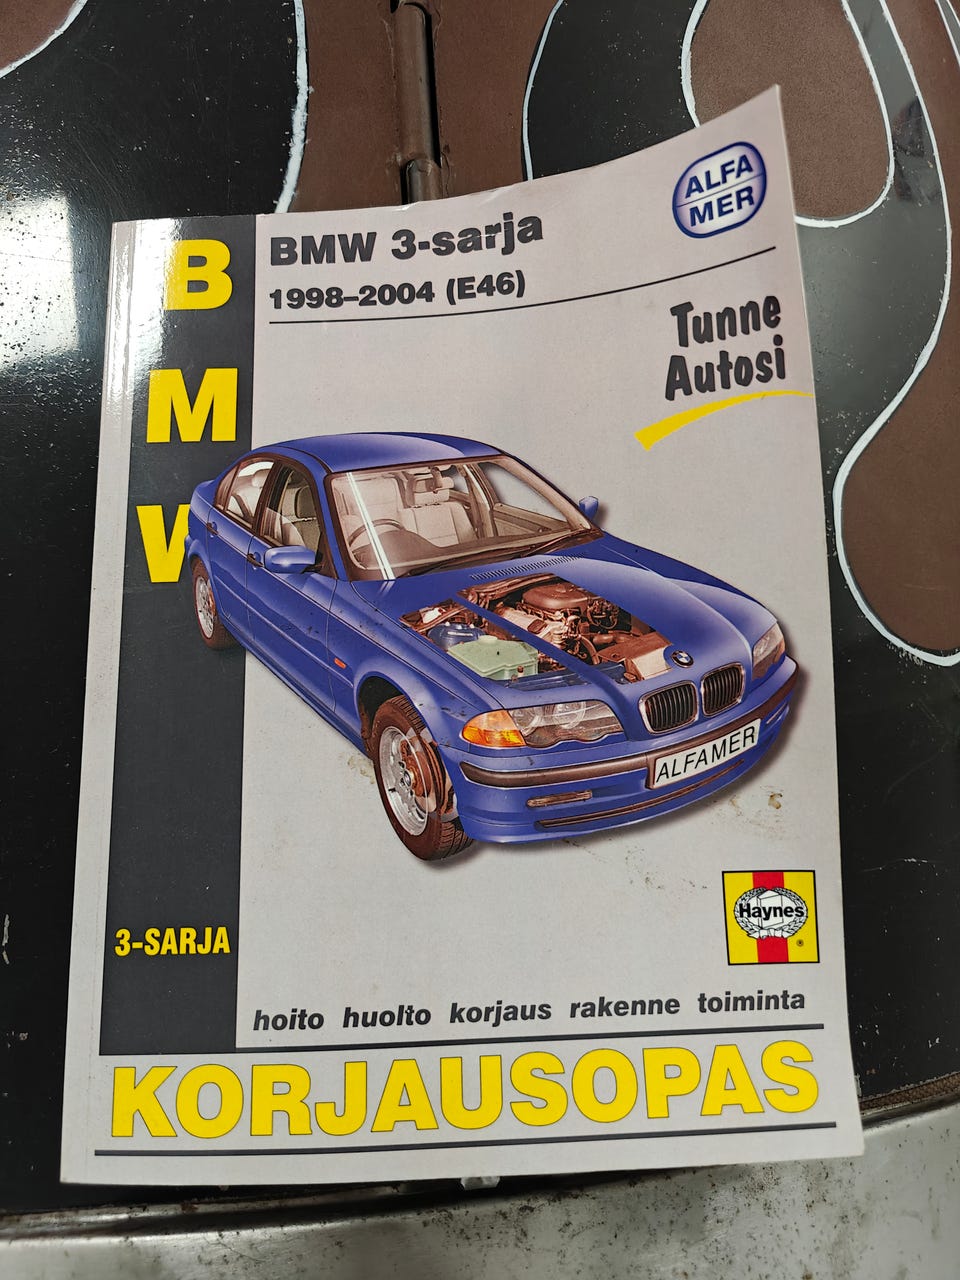 BMW
BMW 3-sarja
1998–2004 (E46)
ALFA
MER
Tunne
Autosi
ALFAMER
Haynes
®
3-SARJA
hoito huolto korjaus rakenne toiminta
KORJAUSOPAS